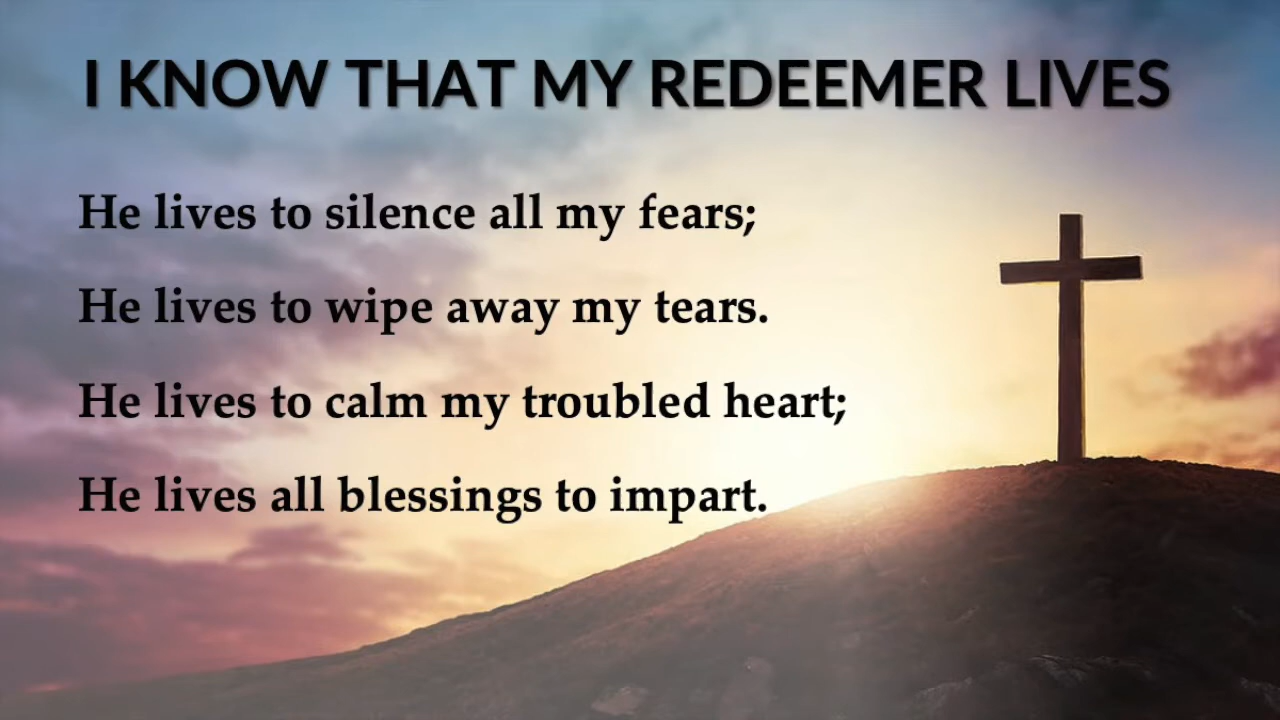 I KNOW THAT MY REDEEMER LIVES
He lives to silence all my fears;
He lives to wipe away my tears.
He lives to calm my troubled heart;
He lives all blessings to impart.